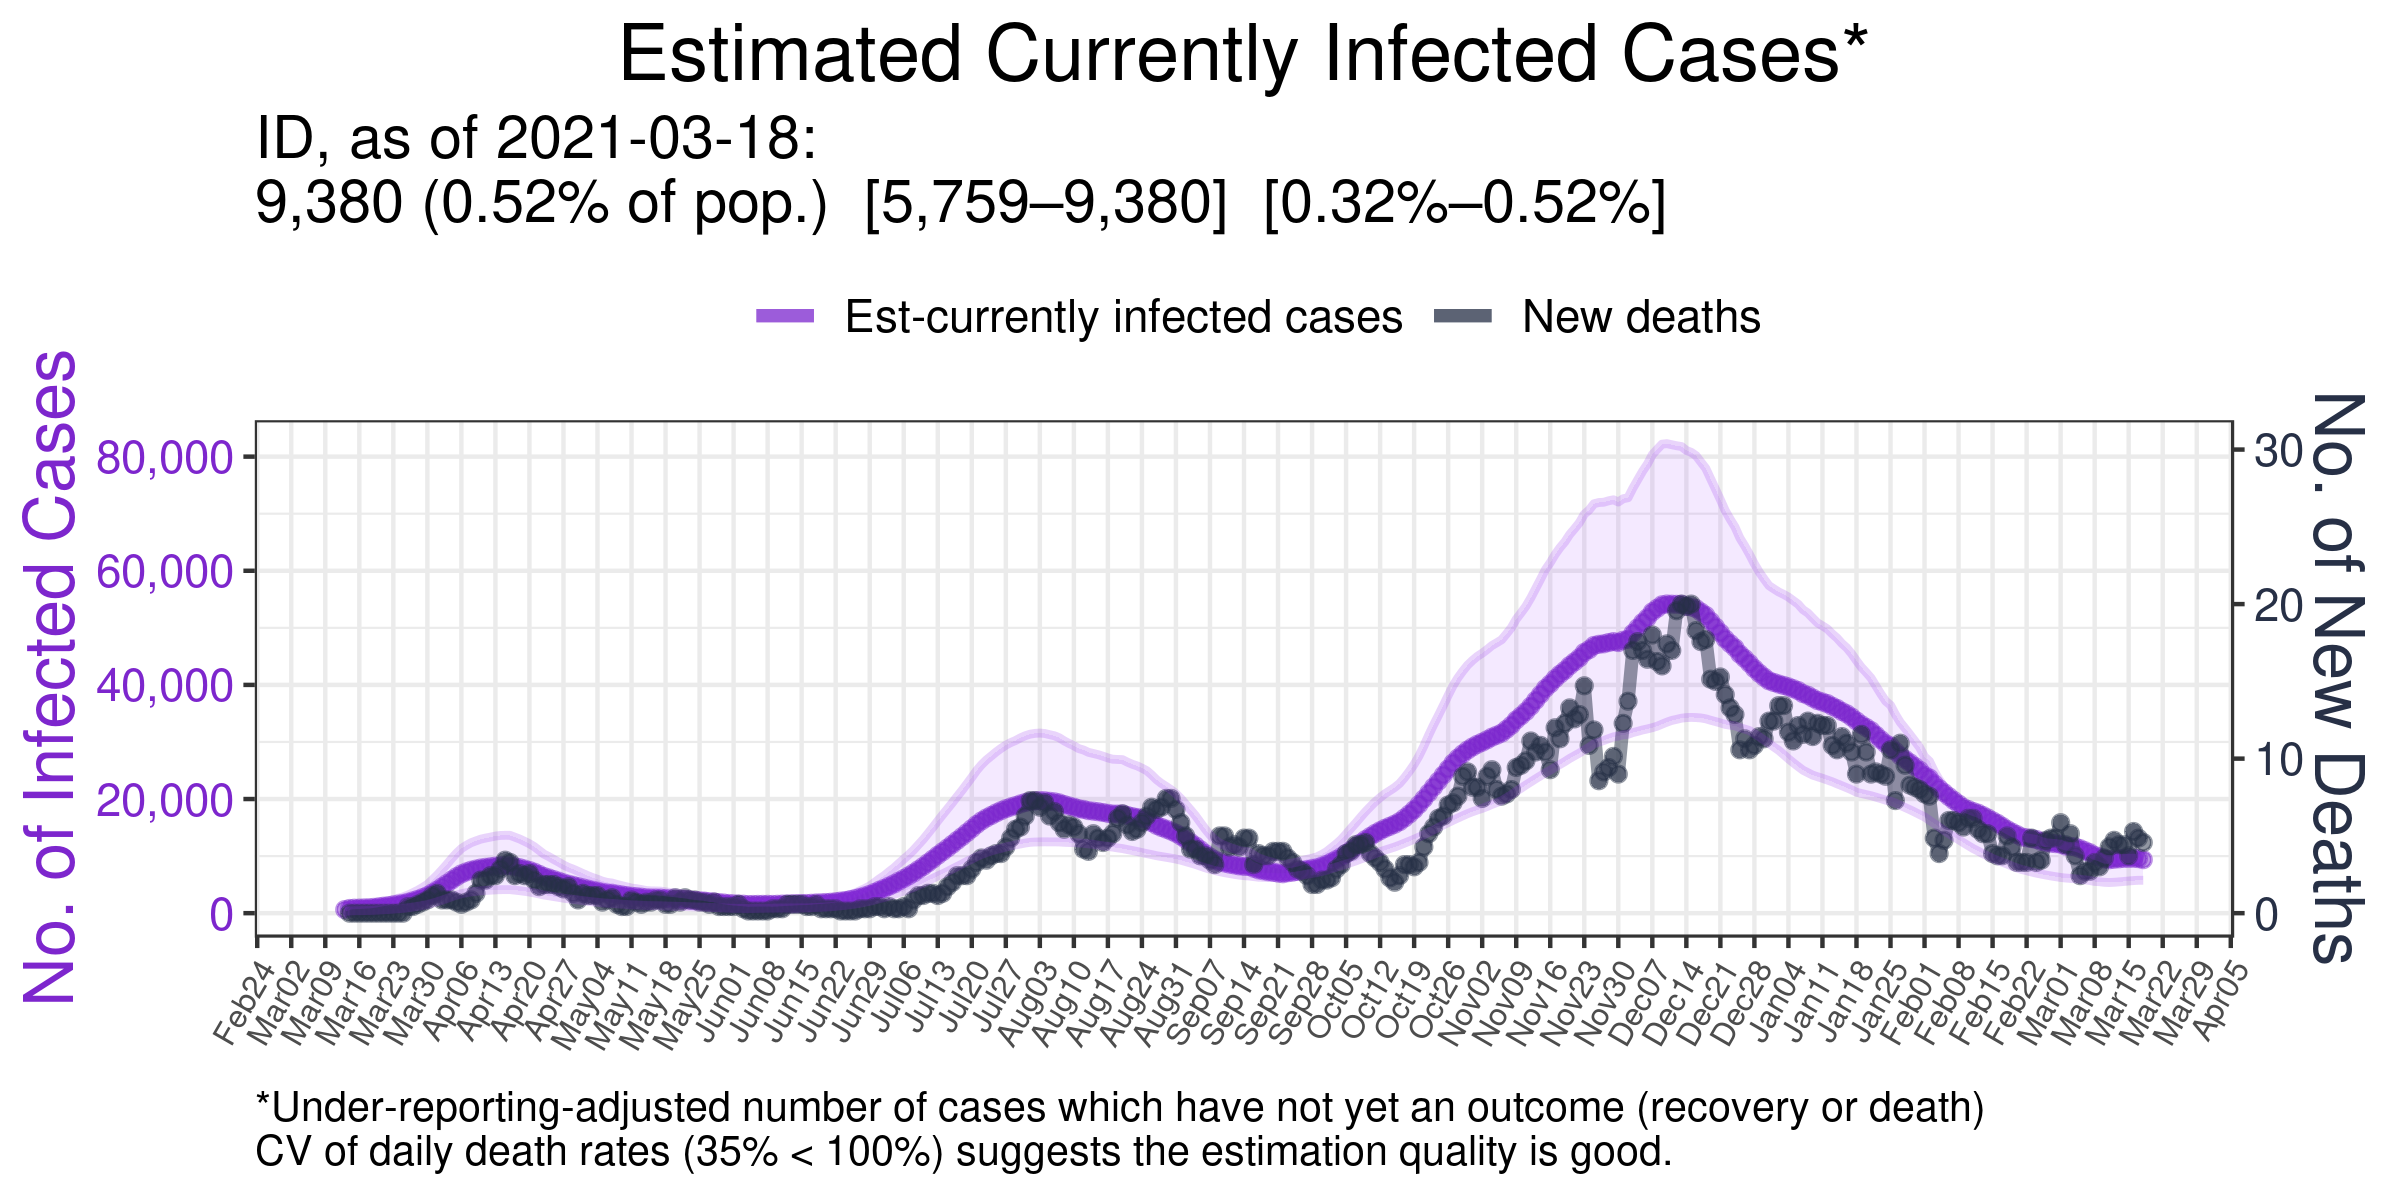 Estimated Currently Infected Cases*
ID, as of 2021-03-18:
9,380 (0.52% of pop.) [5,759–9,380] [0.32%–0.52%]
Est-currently infected cases
New deaths
No. of Infected Cases
80,000
60,000
40,000
20,000
0
30
20
10
0
No. of New Deaths
Feb24
Mar02
Mar09
Mar16
Mar23
Mar30
Apr06
Apr13
Apr20
Apr27
May04
May11
May18
May25
Jun01
Jun08
Jun15
Jun22
Jun29
Jul06
Jul13
Jul20
Jul27
Aug03
Aug10
Aug17
Aug24
Aug31
Sep07
Sep14
Sep21
Sep28
Oct05
Oct12
Oct19
Oct26
Nov02
Nov09
Nov16
Nov23
Nov30
Dec07
Dec14
Dec21
Dec28
Jan04
Jan11
Jan18
Jan25
Feb01
Feb08
Feb15
Feb22
Mar01
Mar08
Mar15
Mar22
Mar29
Apr05
*Under-reporting-adjusted number of cases which have not yet an outcome (recovery or death)
CV of daily death rates (35% < 100%) suggests the estimation quality is good.